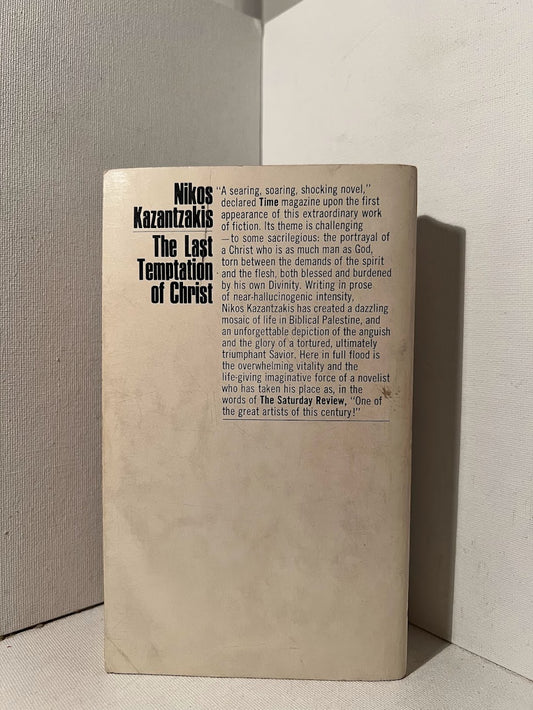 Nikos
Kazantzakis
The Last
Temptation
of Christ
"A searing, soaring, shocking novel,"
declared Time magazine upon the first
appearance of this extraordinary work
of fiction. Its theme is challenging
—to some sacrilegious: the portrayal of
a Christ who is as much man as God,
torn between the demands of the spirit
and the flesh, both blessed and burdened
by his own Divinity. Writing in prose
of near-hallucinogenic intensity,
Nikos Kazantzakis has created a dazzling
mosaic of life in Biblical Palestine, and
an unforgettable depiction of the anguish
and the glory of a tortured, ultimately
triumphant Savior. Here in full flood is
the overwhelming vitality and the
life-giving imaginative force of a novelist
who has taken his place as, in the
words of The Saturday Review, "One of
the great artists of this century!"